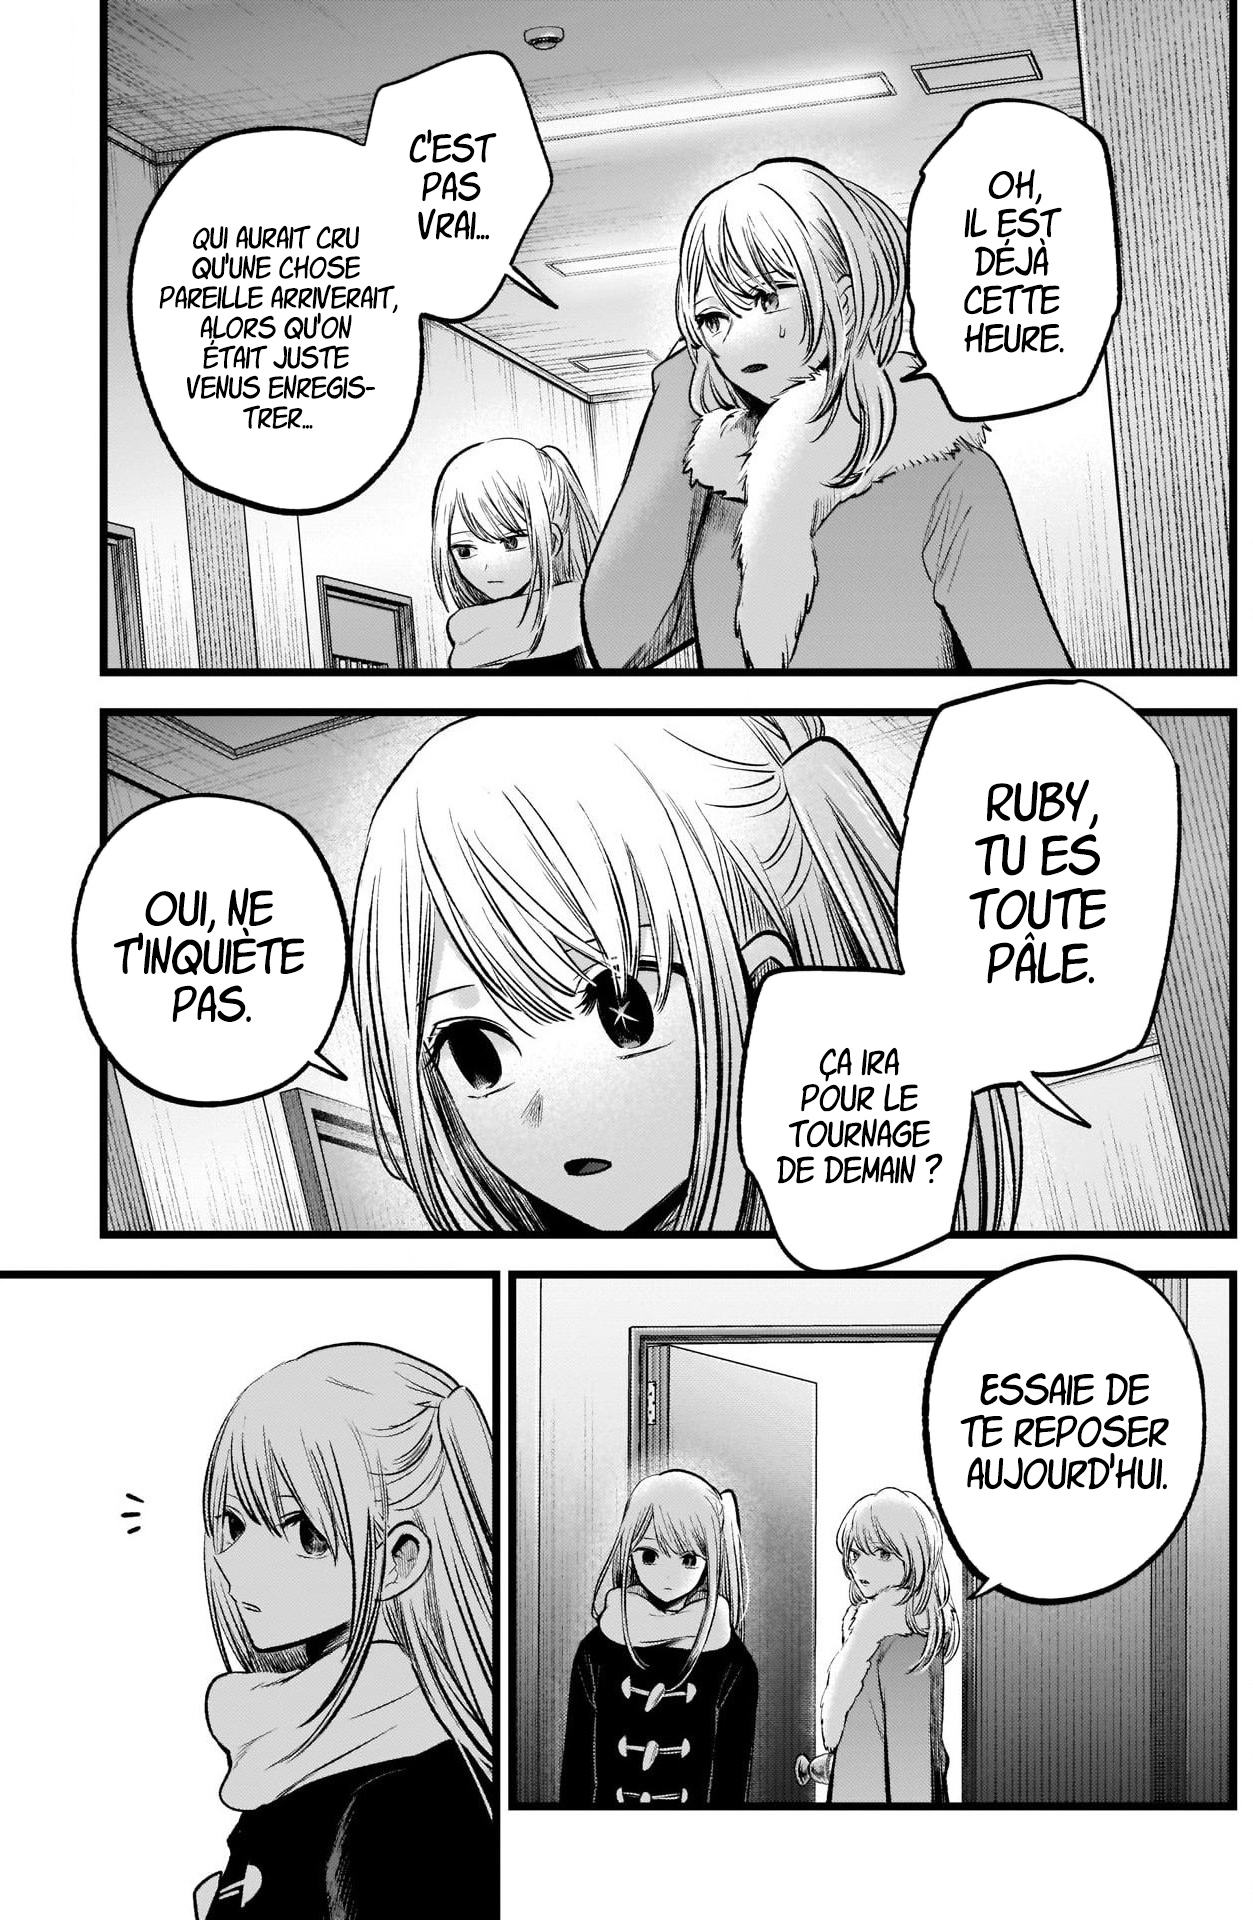 OH,
IL EST
DÉJÀ
CETTE
HEURE.
C'EST
PAS
VRAI...
QUI AURAIT CRU
QU'UNE CHOSE
PAREILLE ARRIVERAIT,
ALORS QU'ON
ÉTAIT JUSTE
VENUS ENREGIS-
TRER...
RUBY,
TU ES
TOUTE
PÂLE.
ÇA IRA
POUR LE
TOURNAGE
DE DEMAIN ?
OUI, NE
T'INQUIÈTE
PAS.
ESSAIE DE
TE REPOSER
AUJOURD'HUI.